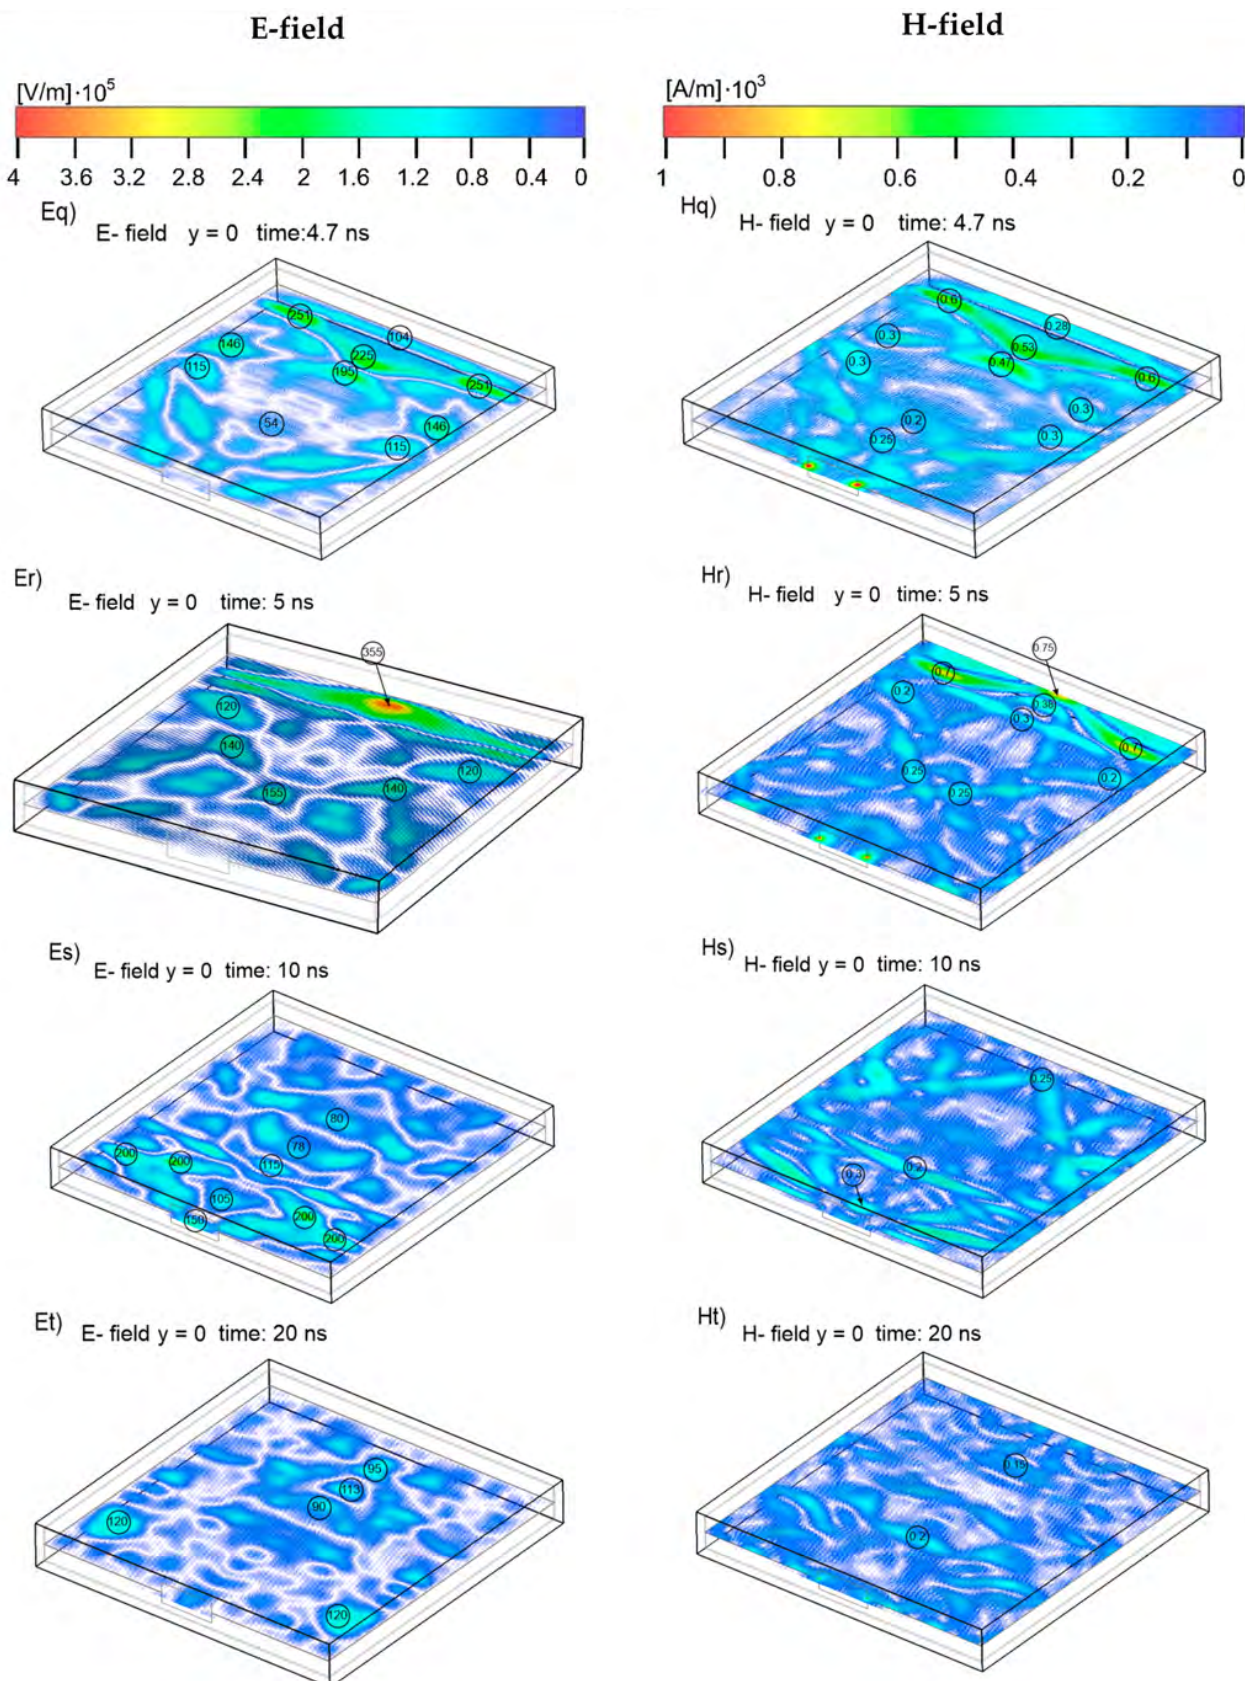 E-field
H-field
[V/m]·10⁵
[A/m]·10³
4 3.6 3.2 2.8 2.4 2 1.6 1.2 0.8 0.4 0
1 0.8 0.6 0.4 0.2 0
Eq)
E- field y = 0 time:4.7 ns
251
104
146
225
115
195
251
54
146
115
Hq)
H- field y = 0 time: 4.7 ns
0.6
0.28
0.3
0.53
0.3
0.47
0.6
0.3
0.2
0.25
0.3
Er)
E- field y = 0 time: 5 ns
355
120
140
120
155
140
Hr)
H- field y = 0 time: 5 ns
0.75
0.7
0.2
0.38
0.3
0.7
0.25
0.2
0.25
Es)
E- field y = 0 time: 10 ns
80
78
200
200
115
105
150
200
200
Hs)
H- field y = 0 time: 10 ns
0.25
0.2
0.3
Et)
E- field y = 0 time: 20 ns
95
113
90
120
120
Ht)
H- field y = 0 time: 20 ns
0.15
0.2